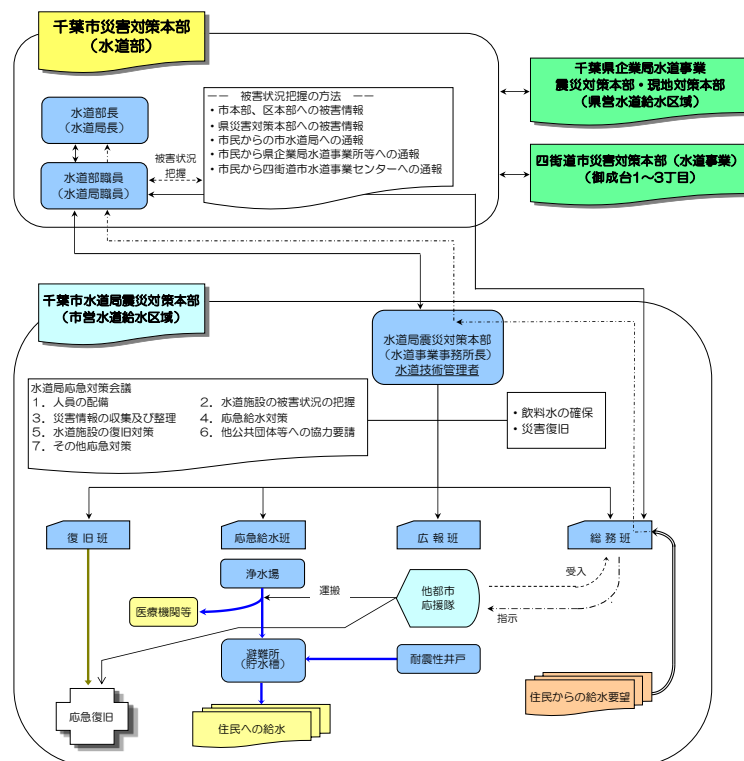 千葉市災害対策本部
(水道部)
千葉県企業局水道事業
震災対策本部・現地対策本部
(県営水道給水区域)
四街道市災害対策本部(水道事業)
(御成台1～3丁目)
水道部長
(水道局長)
水道部職員
(水道局職員)
被害状況
把握
―― 被害状況把握の方法 ――
・市本部、区本部への被害情報
・県災害対策本部への被害情報
・市民からの市水道局への通報
・市民から県企業局水道事業所等への通報
・市民から四街道市水道事業センターへの通報
千葉市水道局震災対策本部
(市営水道給水区域)
水道局震災対策本部
(水道事業事務所長)
水道技術管理者
水道局応急対策会議
1．人員の配備 2．水道施設の被害状況の把握
3．災害情報の収集及び整理 4．応急給水対策
5．水道施設の復旧対策 6．他公共団体等への協力要請
7．その他応急対策
・飲料水の確保
・災害復旧
復旧班
応急給水班
広報班
総務班
浄水場
医療機関等
運搬
他都市
応援隊
受入
指示
避難所
(貯水槽)
耐震性井戸
応急復旧
住民への給水
住民からの給水要望